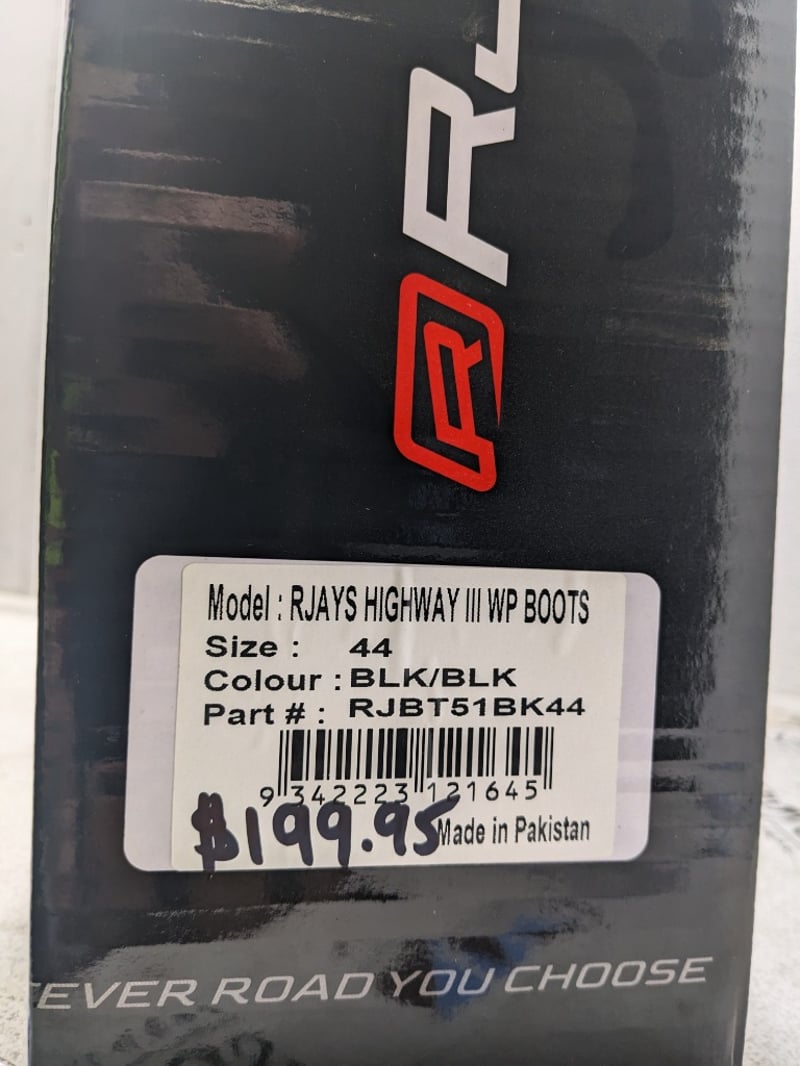 RJ
R
Model : RJAYS HIGHWAY III WP BOOTS
Size : 44
Colour : BLK/BLK
Part # : RJBT51BK44
9 342223 121645
$199.95
Made in Pakistan
EVER ROAD YOU CHOOSE